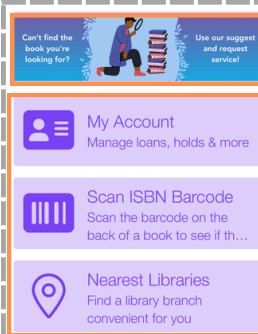 Can't find the
book you're
looking for?
Use our suggest
and request
service!
My Account
Manage loans, holds & more
Scan ISBN Barcode
Scan the barcode on the
back of a book to see if th...
Nearest Libraries
Find a library branch
convenient for you